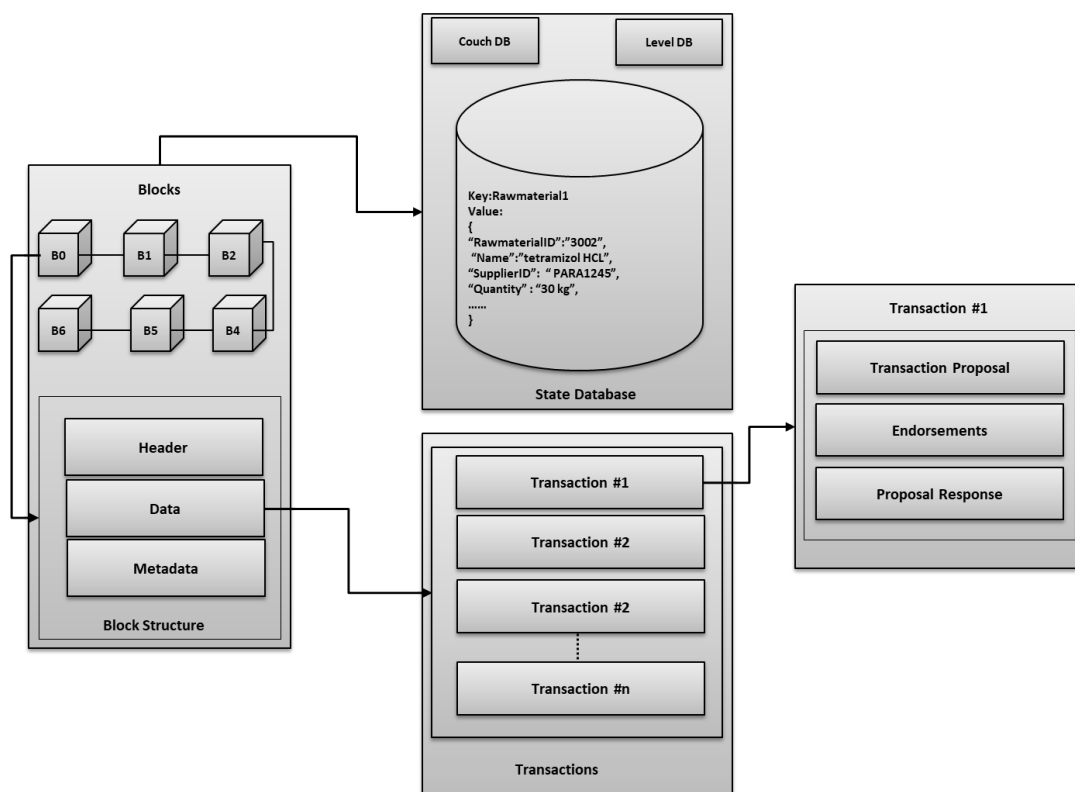 Couch DB
Level DB
Key:Rawmaterial1
Value:
{
“RawmaterialID”:”3002”,
“Name”:”tetramizol HCL”,
“SupplierID”: “ PARA1245”,
“Quantity” : “30 kg”,
......
}
State Database
Blocks
B0
B1
B2
B6
B5
B4
Header
Data
Metadata
Block Structure
Transaction #1
Transaction #2
Transaction #2
Transaction #n
Transactions
Transaction #1
Transaction Proposal
Endorsements
Proposal Response